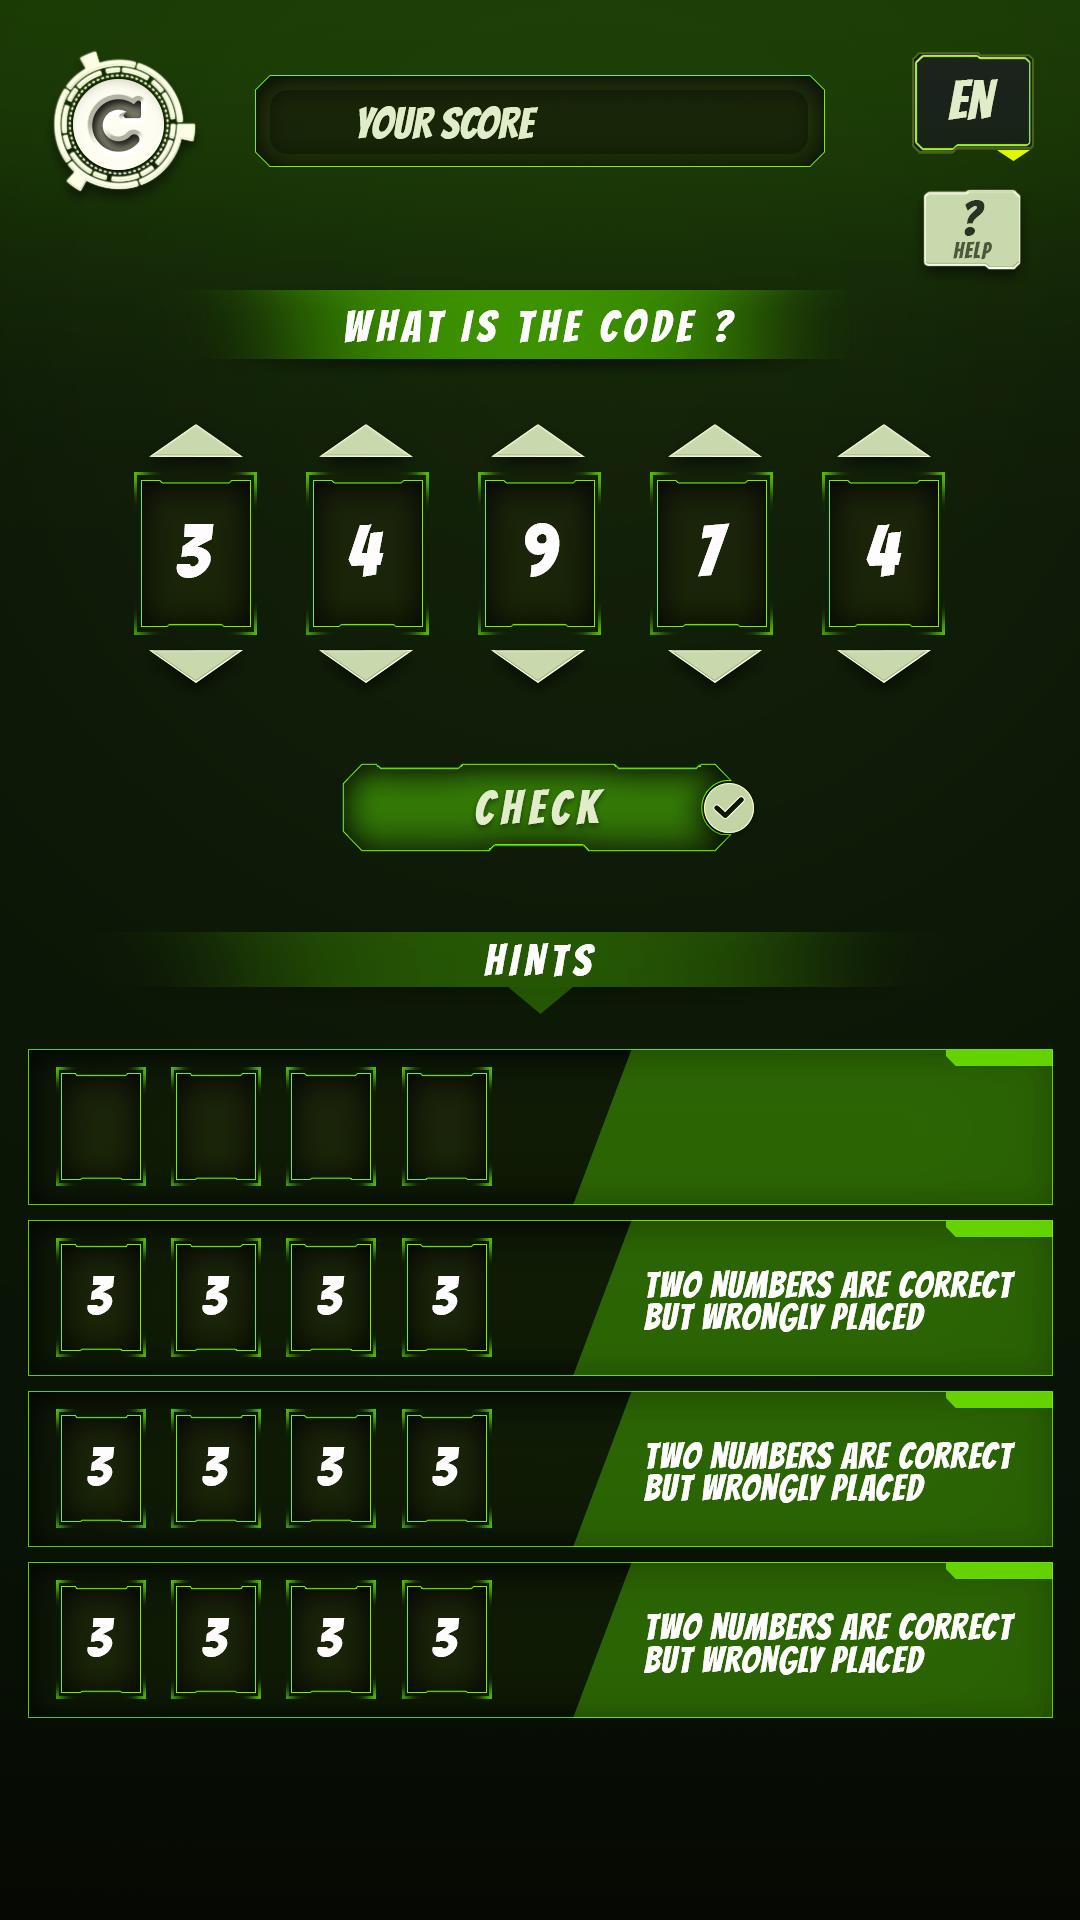 YOUR SCORE
EN
?
HELP
WHAT IS THE CODE ?
3 4 9 7 4
CHECK
HINTS
3 3 3 3
TWO NUMBERS ARE CORRECT
BUT WRONGLY PLACED
3 3 3 3
TWO NUMBERS ARE CORRECT
BUT WRONGLY PLACED
3 3 3 3
TWO NUMBERS ARE CORRECT
BUT WRONGLY PLACED